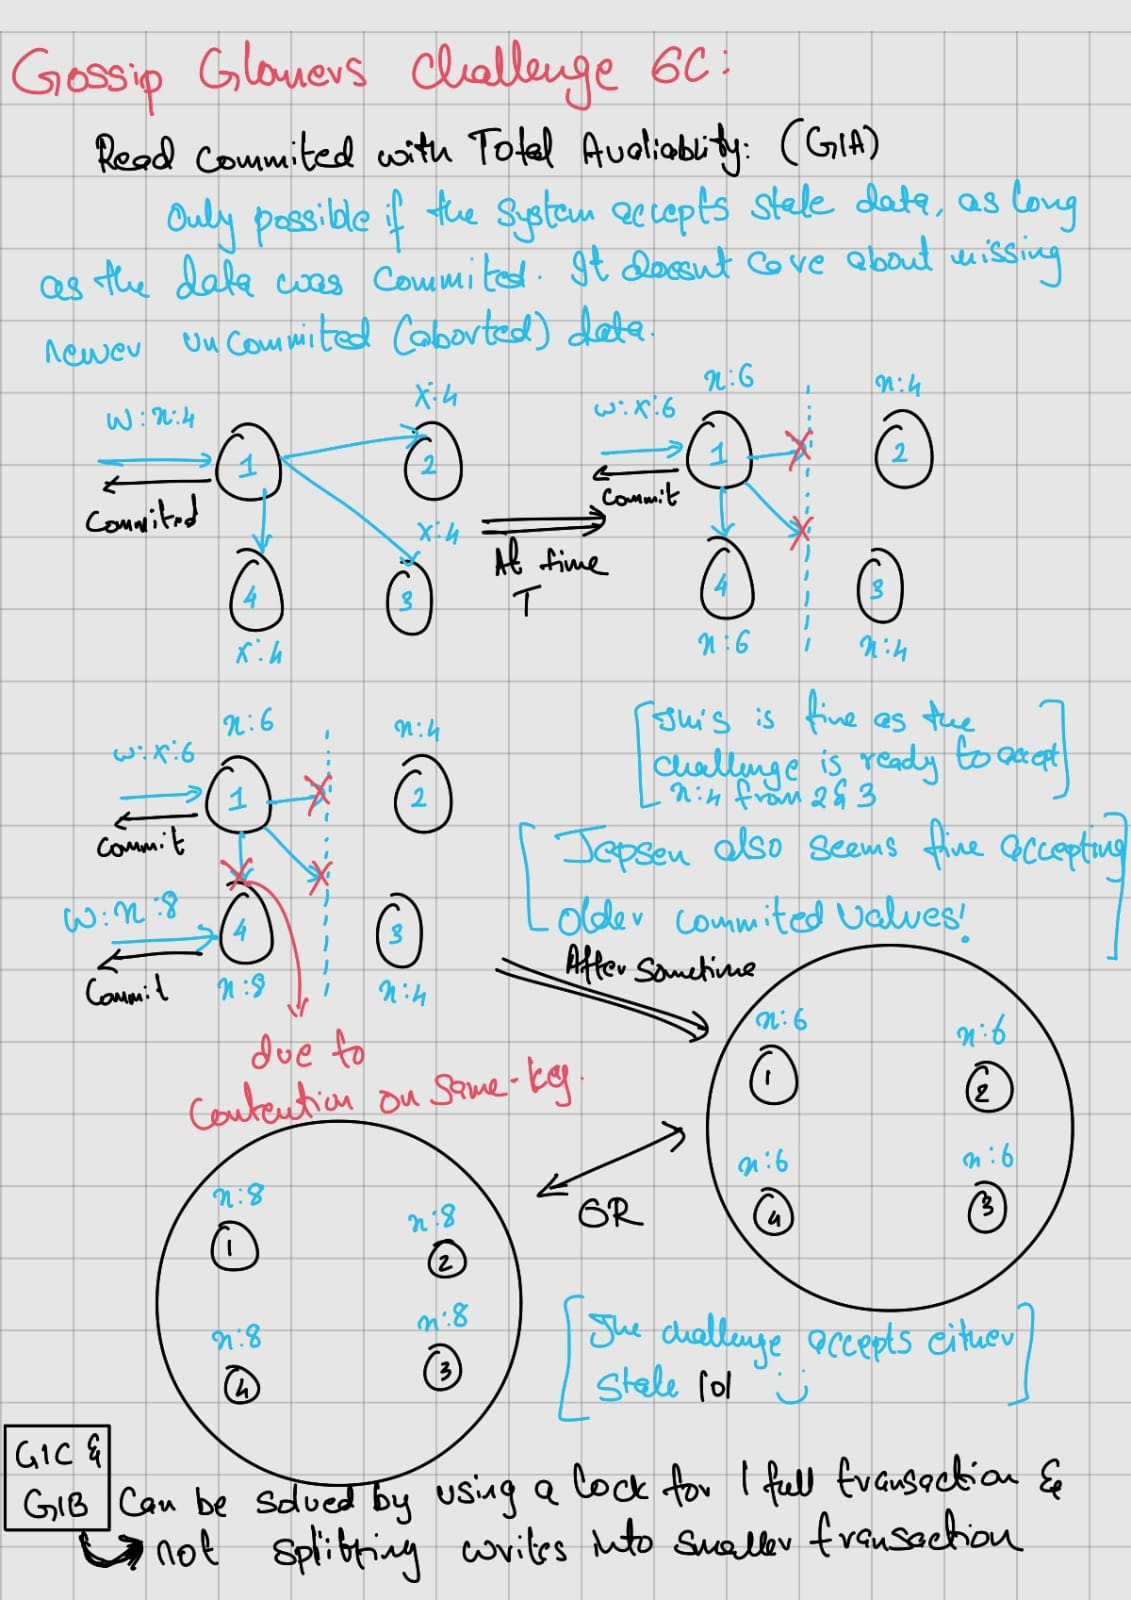 Gossip Glomers Challenge 6C:
Read Commited with Total Avaliablity: (G1A)
Only possible if the System accepts stale data, as long
as the data was Commited. It doesnt care about missing
newer unCommited (aborted) data.
W:x:4
1
x:4
2
Commited
x:4
3
4
x:4
At time
T
x:6
w:x:6
1
x:4
2
Commit
4
x:6
3
x:4
x:6
w:x:6
1
x:4
2
Commit
W:x:8
4
3
Commit
x:8
x:4
[This is fine as the
challenge is ready to accept
x:4 from 2 & 3]
[Jepsen also seems fine accepting
older commited values!]
due to
Contention on Same-key.
After Sometime
x:6
x:6
1
2
x:6
x:6
4
3
OR
x:8
x:8
1
2
x:8
x:8
4
3
[The challenge accepts either
stale lol :)]
G1C &
G1B
Can be solved by using a lock for 1 full transaction &
not splitting writes into smaller transaction